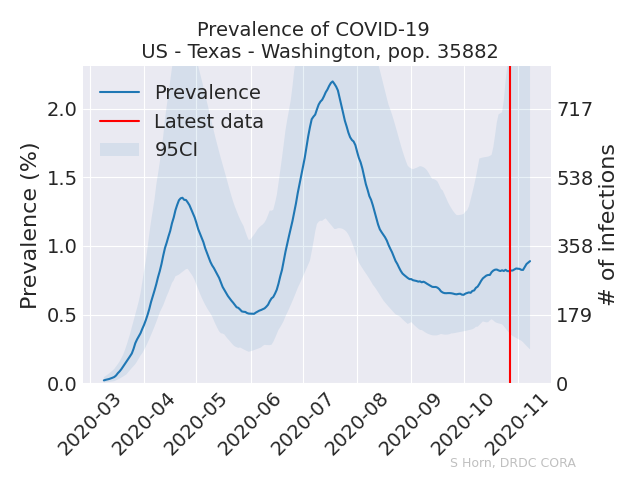 Prevalence of COVID-19
US - Texas - Washington, pop. 35882
Prevalence
Latest data
95CI
Prevalence (%)
2.0
1.5
1.0
0.5
0.0
717
538
358
179
0
# of infections
2020-03
2020-04
2020-05
2020-06
2020-07
2020-08
2020-09
2020-10
2020-11
S Horn, DRDC CORA